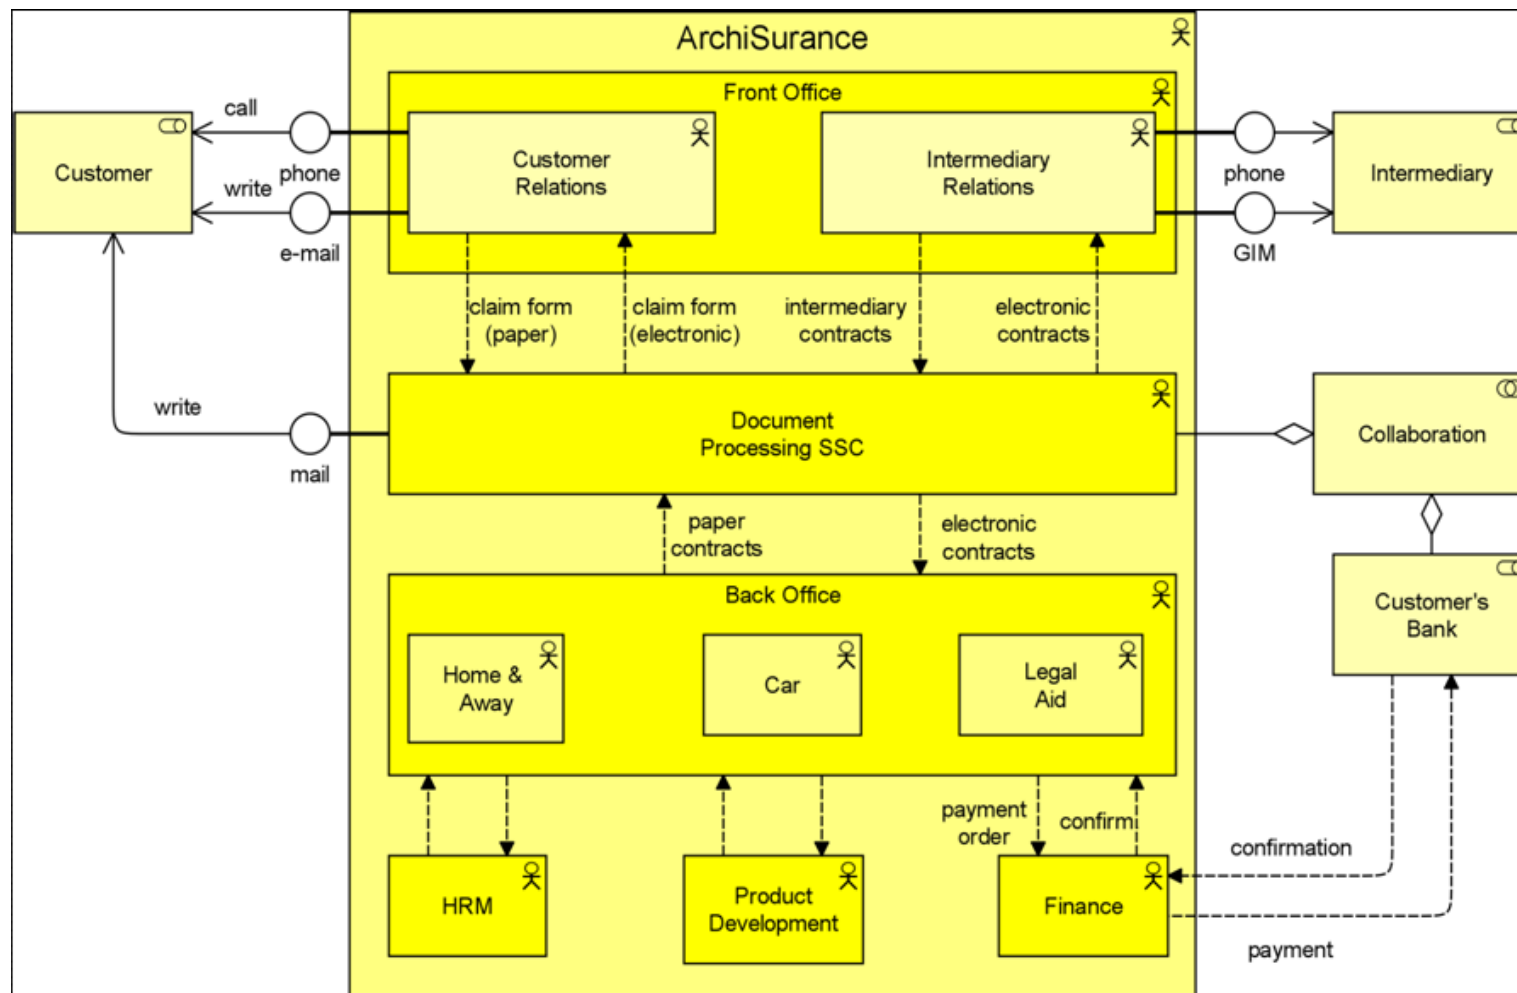 ArchiSurance
Front Office
call
Customer
phone
write
e-mail
Customer
Relations
Intermediary
Relations
phone
GIM
Intermediary
claim form
(paper)
claim form
(electronic)
intermediary
contracts
electronic
contracts
write
mail
Document
Processing SSC
Collaboration
paper
contracts
electronic
contracts
Back Office
Customer's
Bank
Home &
Away
Car
Legal
Aid
payment
order
confirm
confirmation
HRM
Product
Development
Finance
payment